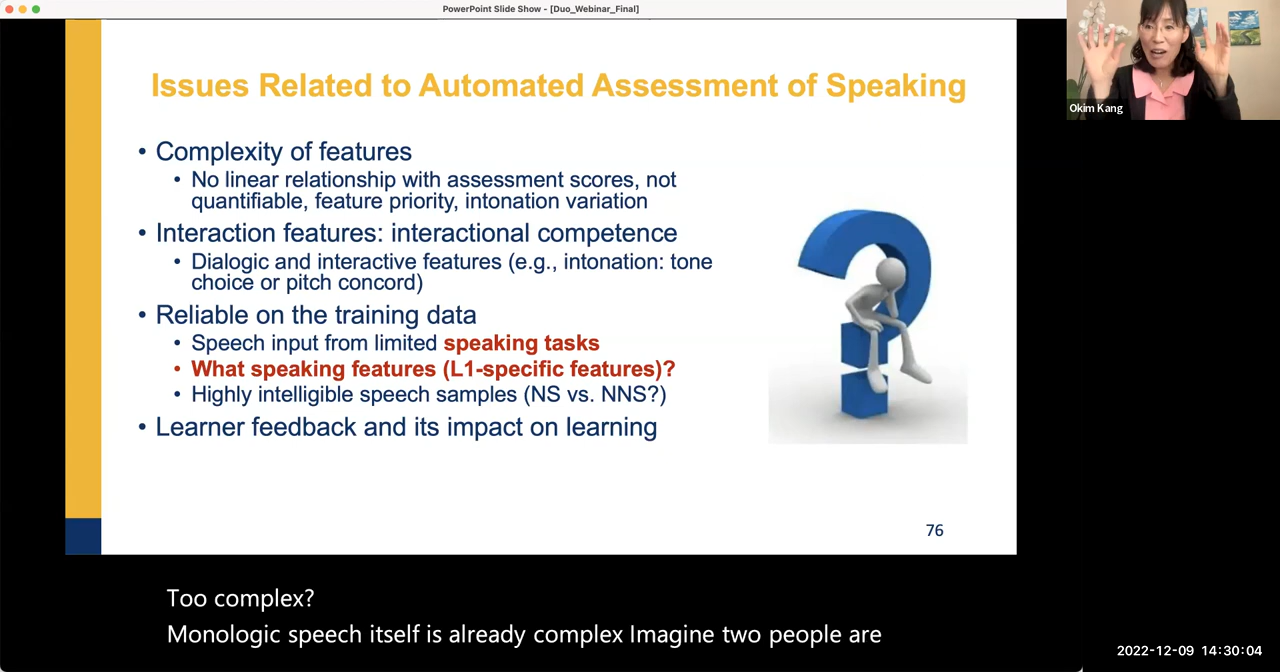 PowerPoint Slide Show - [Duo_Webinar_Final]
Issues Related to Automated Assessment of Speaking
• Complexity of features
• No linear relationship with assessment scores, not
quantifiable, feature priority, intonation variation
• Interaction features: interactional competence
• Dialogic and interactive features (e.g., intonation: tone
choice or pitch concord)
• Reliable on the training data
• Speech input from limited speaking tasks
• What speaking features (L1-specific features)?
• Highly intelligible speech samples (NS vs. NNS?)
• Learner feedback and its impact on learning
76
Okim Kang
Too complex?
Monologic speech itself is already complex Imagine two people are
2022-12-09 14:30:04